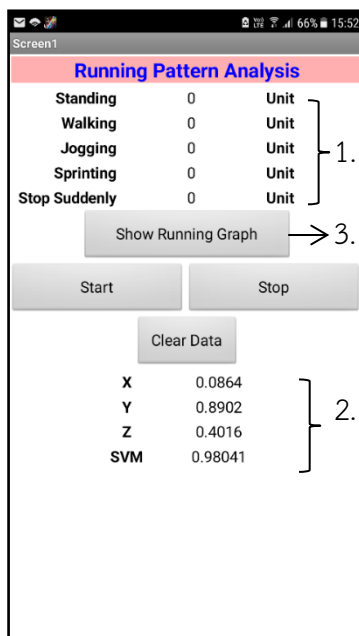 66% 15:52
Screen1
Running Pattern Analysis
Standing 0 Unit
Walking 0 Unit
Jogging 0 Unit
Sprinting 0 Unit
Stop Suddenly 0 Unit
1.
Show Running Graph
3.
Start Stop
Clear Data
X 0.0864
Y 0.8902
Z 0.4016
SVM 0.98041
2.